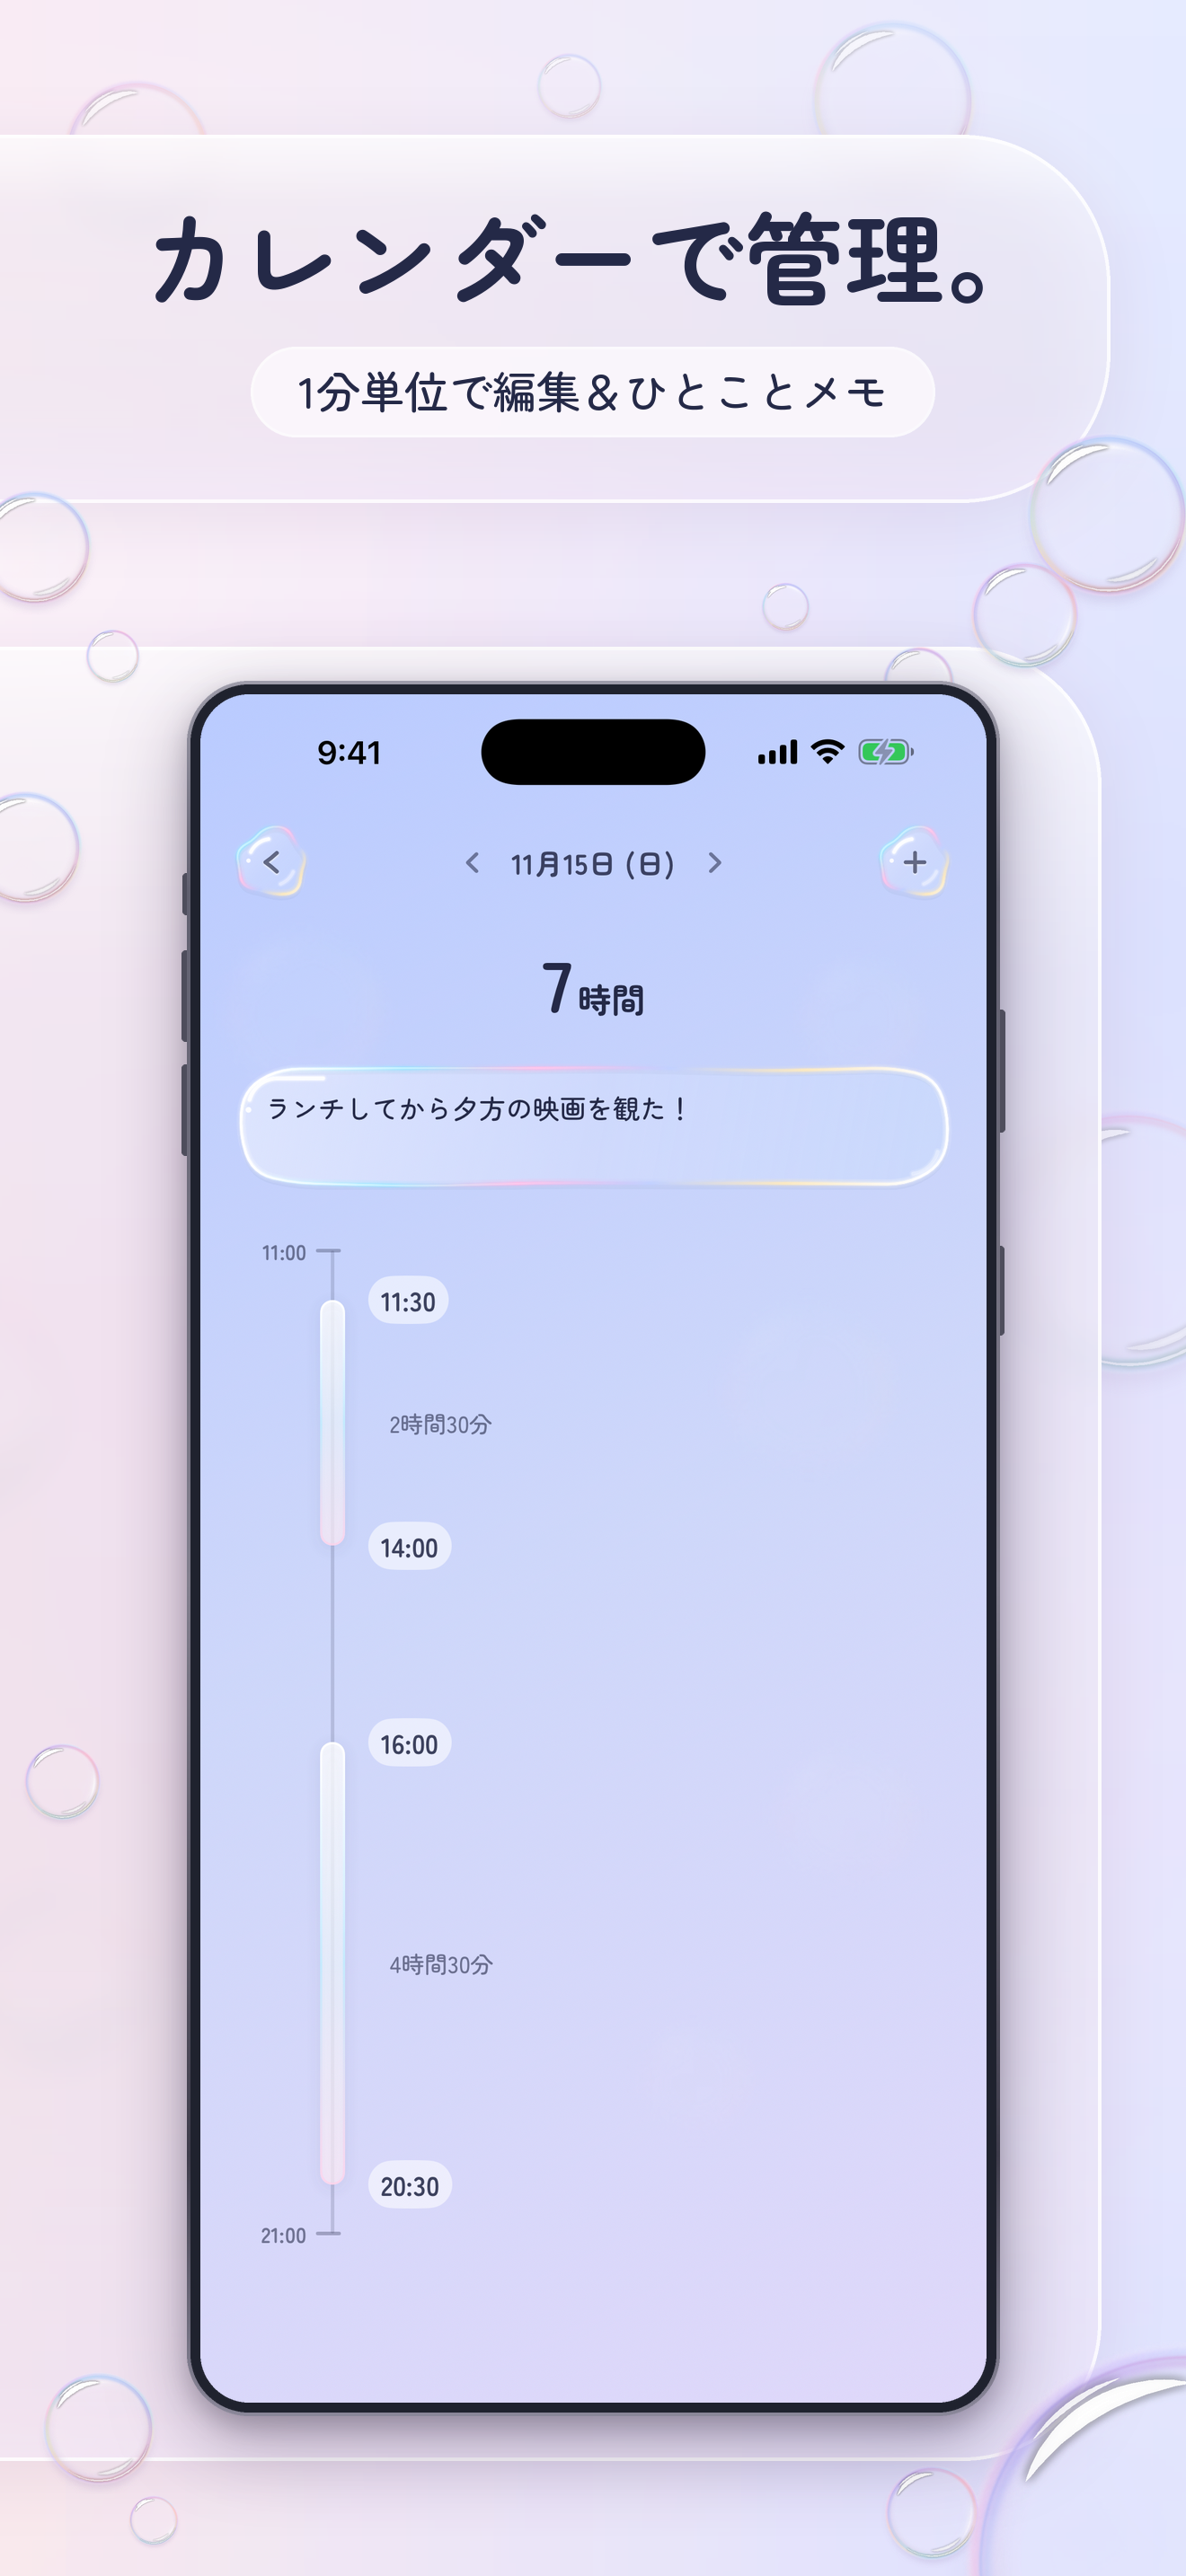 カレンダーで管理。
1分単位で編集＆ひとことメモ
9:41
11月15日 (日)
7時間
ランチしてから夕方の映画を観た！
11:00
11:30
2時間30分
14:00
16:00
4時間30分
20:30
21:00